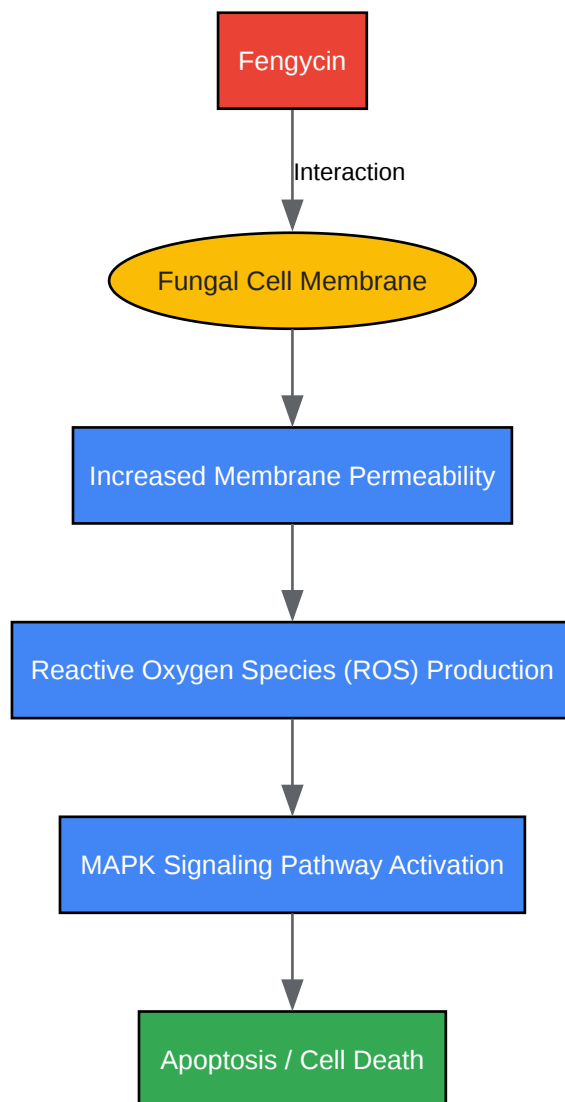 Fengycin
Interaction
Fungal Cell Membrane
Increased Membrane Permeability
Reactive Oxygen Species (ROS) Production
MAPK Signaling Pathway Activation
Apoptosis / Cell Death